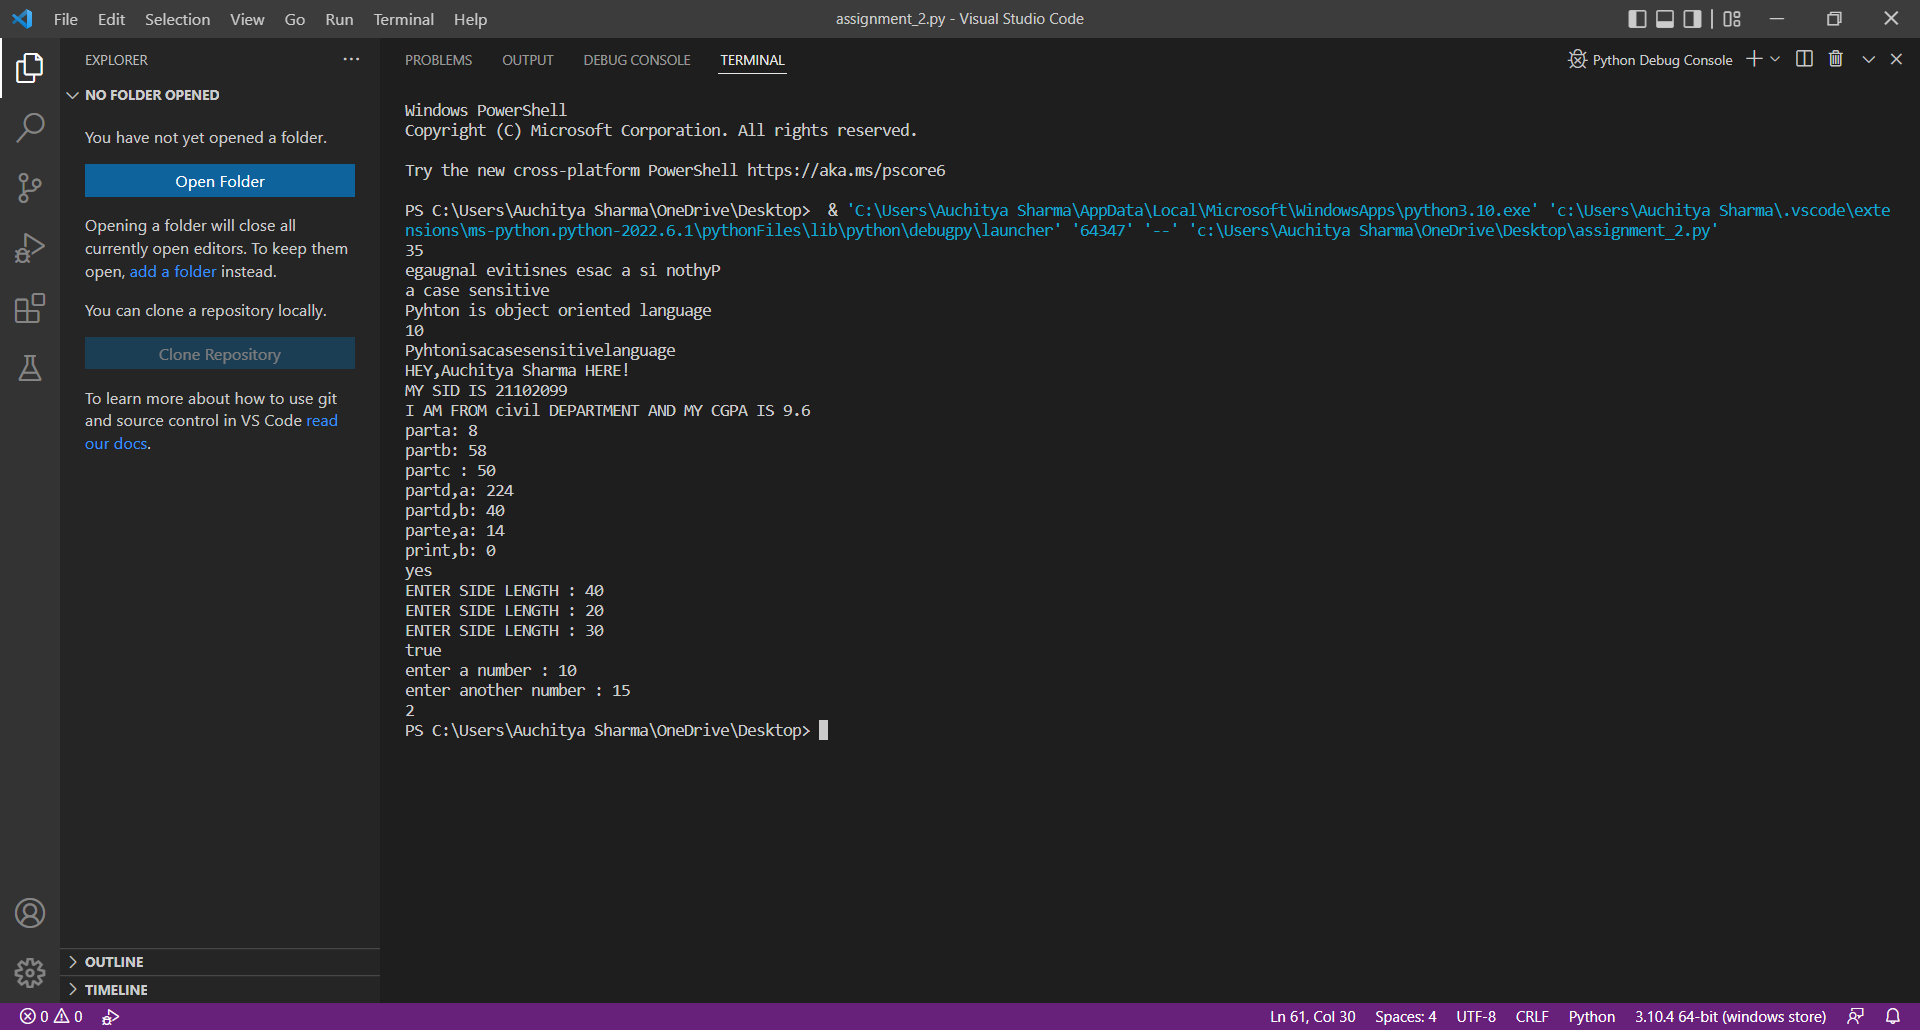 File Edit Selection View Go Run Terminal Help
assignment_2.py - Visual Studio Code
EXPLORER
NO FOLDER OPENED
You have not yet opened a folder.
Open Folder
Opening a folder will close all
currently open editors. To keep them
open, add a folder instead.
You can clone a repository locally.
Clone Repository
To learn more about how to use git
and source control in VS Code read
our docs.
OUTLINE
TIMELINE
PROBLEMS OUTPUT DEBUG CONSOLE TERMINAL
Python Debug Console
Windows PowerShell
Copyright (C) Microsoft Corporation. All rights reserved.
Try the new cross-platform PowerShell https://aka.ms/pscore6
PS C:\Users\Auchitya Sharma\OneDrive\Desktop>  & 'C:\Users\Auchitya Sharma\AppData\Local\Microsoft\WindowsApps\python3.10.exe' 'c:\Users\Auchitya Sharma\.vscode\exte
nsions\ms-python.python-2022.6.1\pythonFiles\lib\python\debugpy\launcher' '64347' '--' 'c:\Users\Auchitya Sharma\OneDrive\Desktop\assignment_2.py'
35
egaugnal evitisnes esac a si nothyP
a case sensitive
Pyhton is object oriented language
10
Pyhtonisacasesensitivelanguage
HEY,Auchitya Sharma HERE!
MY SID IS 21102099
I AM FROM civil DEPARTMENT AND MY CGPA IS 9.6
parta: 8
partb: 58
partc : 50
partd,a: 224
partd,b: 40
parte,a: 14
print,b: 0
yes
ENTER SIDE LENGTH : 40
ENTER SIDE LENGTH : 20
ENTER SIDE LENGTH : 30
true
enter a number : 10
enter another number : 15
2
PS C:\Users\Auchitya Sharma\OneDrive\Desktop>
0 0
Ln 61, Col 30 Spaces: 4 UTF-8 CRLF Python 3.10.4 64-bit (windows store)